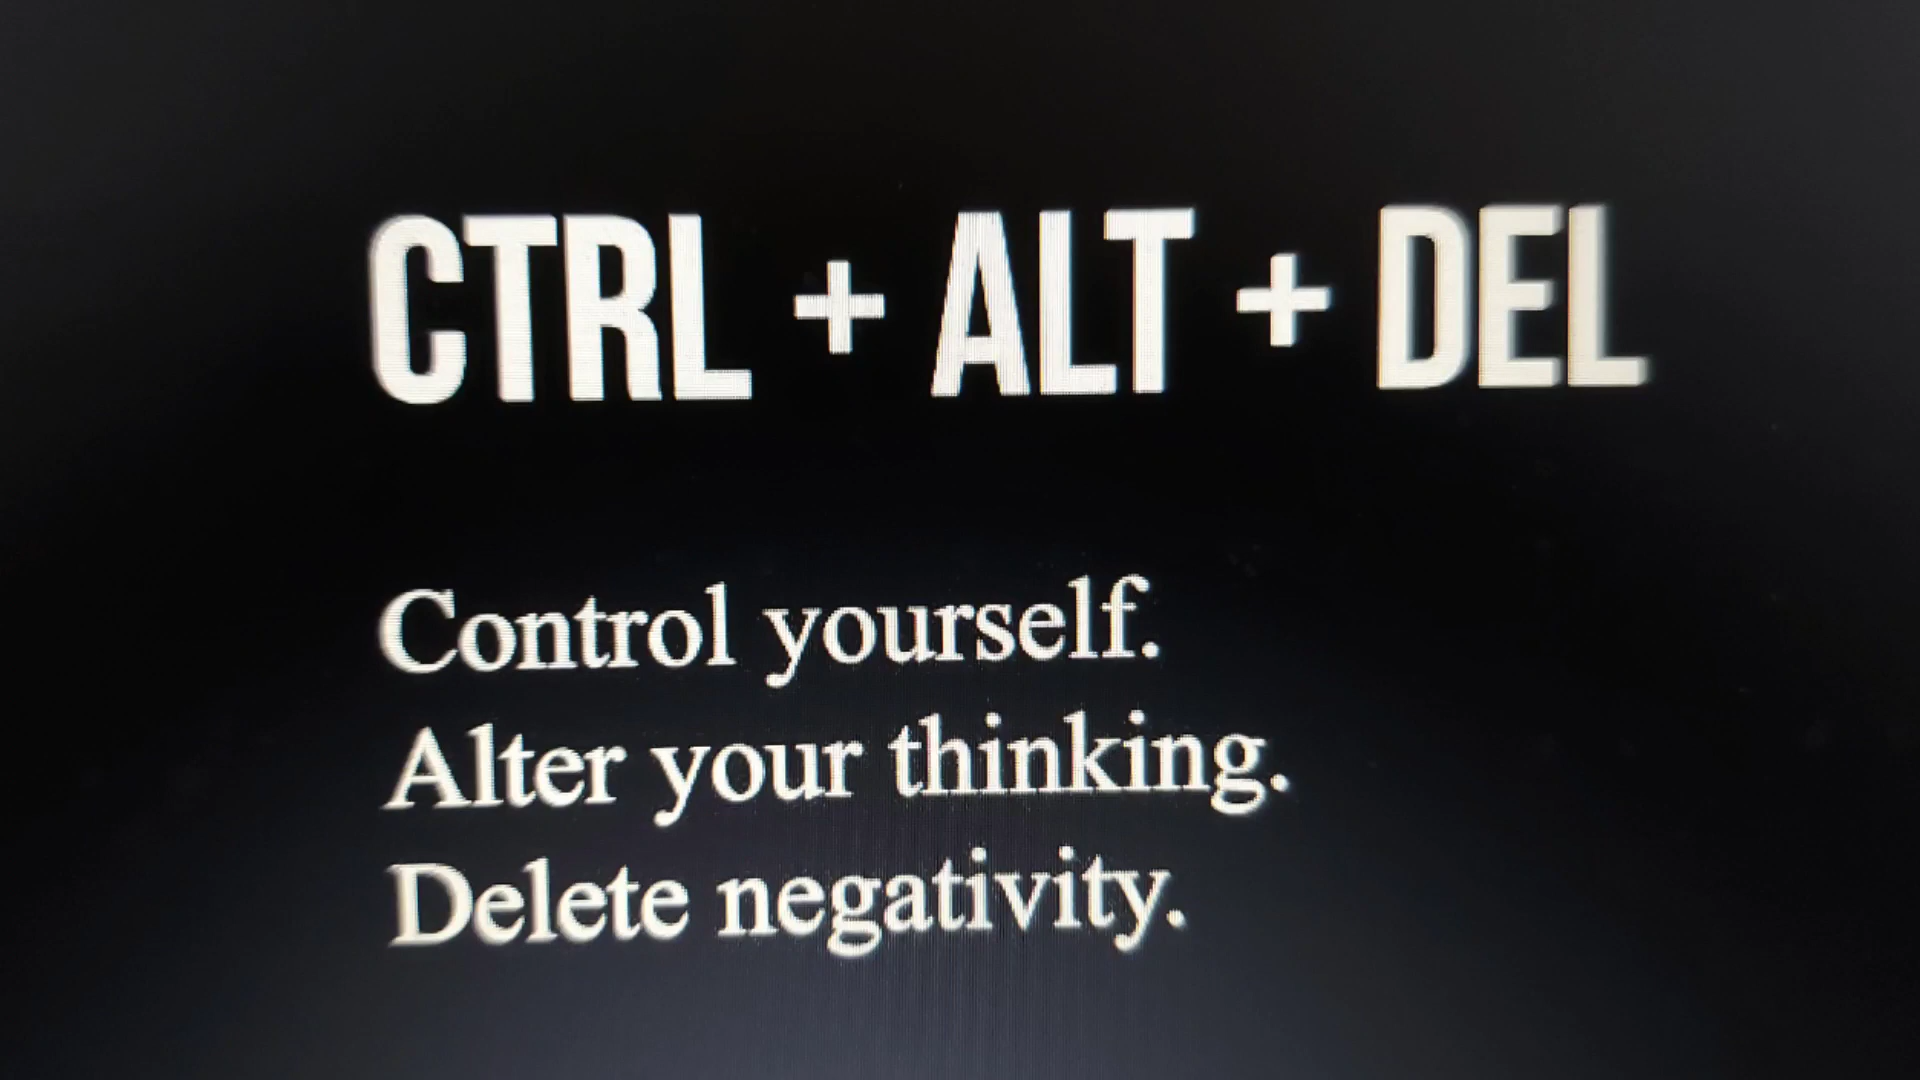 CTRL + ALT + DEL
Control yourself.
Alter your thinking.
Delete negativity.